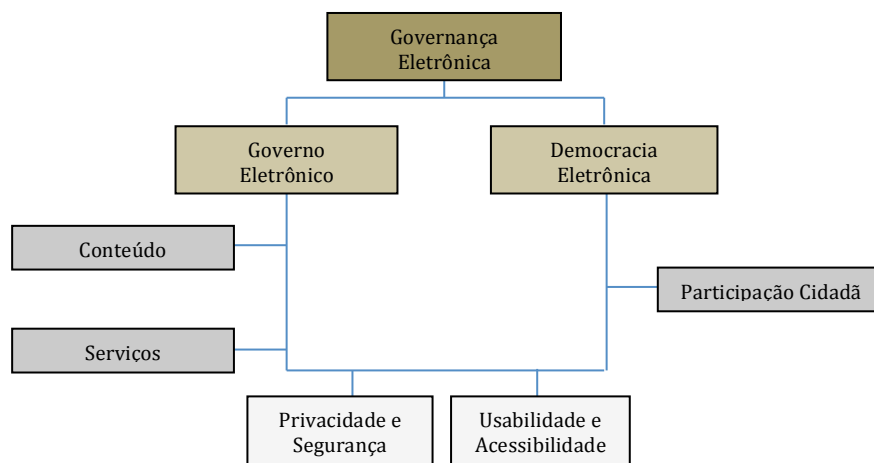 Governança
Eletrônica
Governo
Eletrônico
Democracia
Eletrônica
Conteúdo
Participação Cidadã
Serviços
Privacidade e
Segurança
Usabilidade e
Acessibilidade